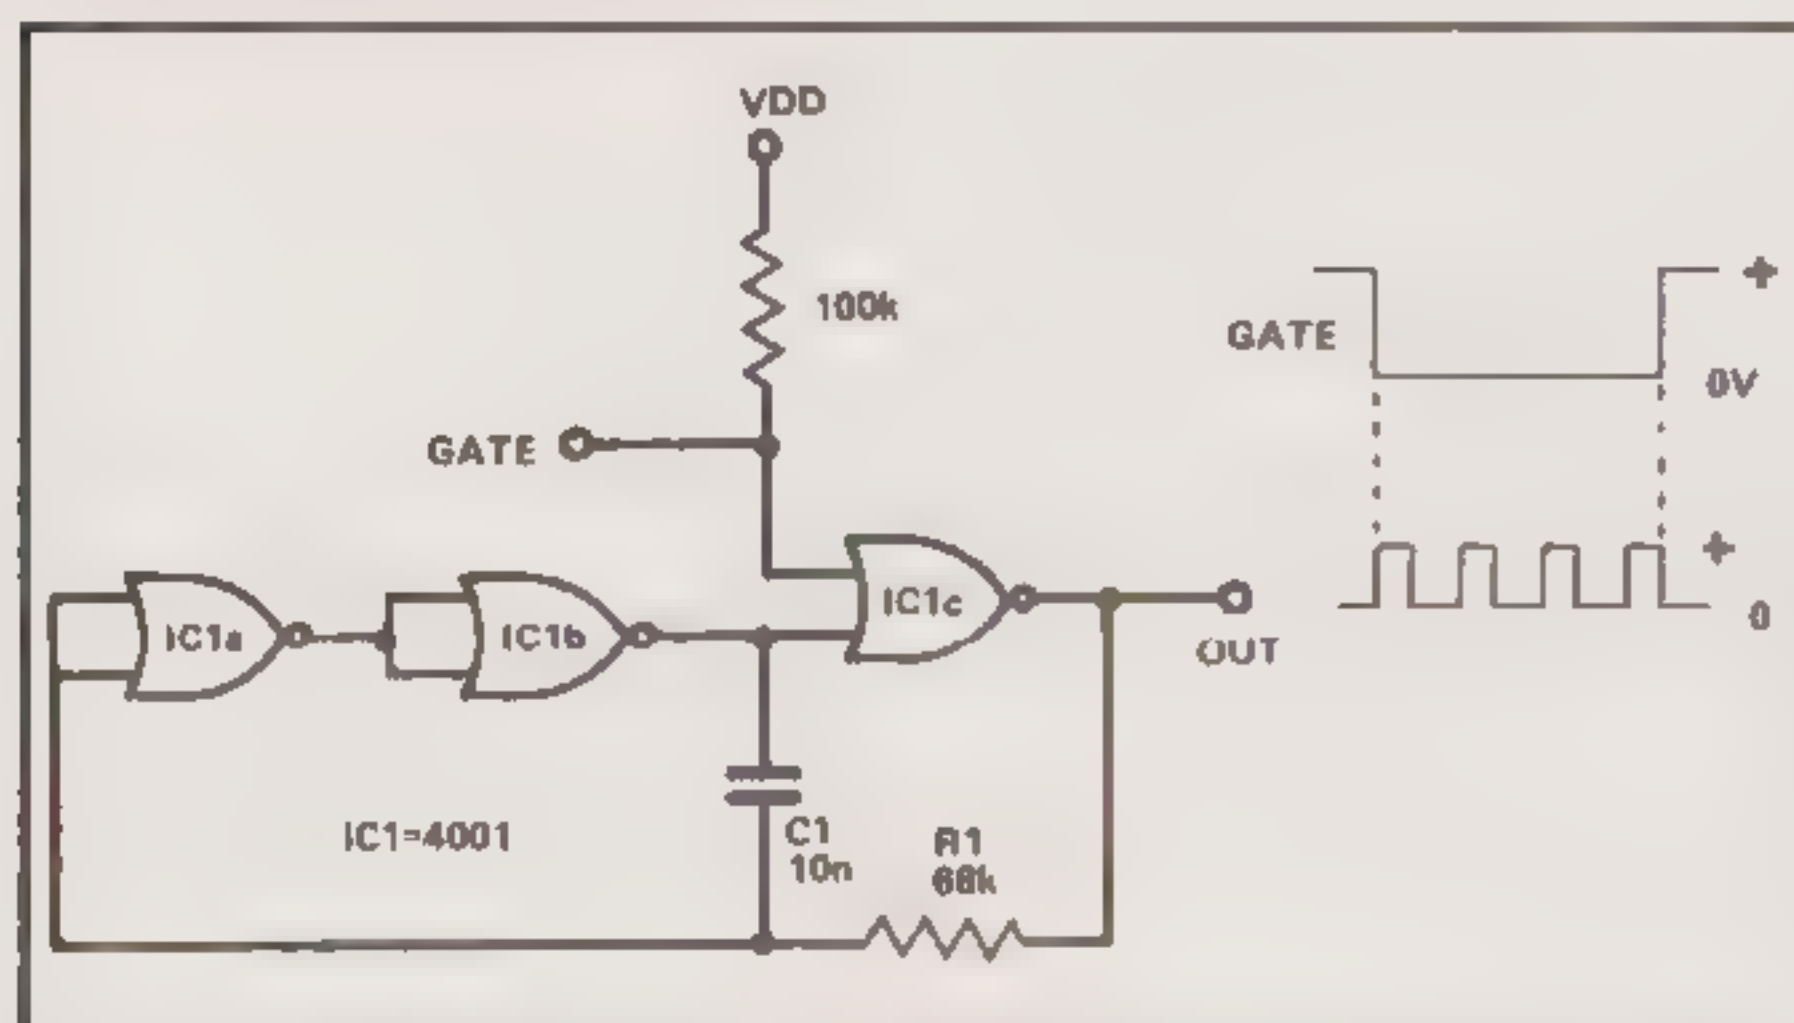 VDD
100k
GATE
GATE
+
0V
IC1a
IC1b
IC1c
+
0
OUT
IC1=4001
C1
10n
R1
68k